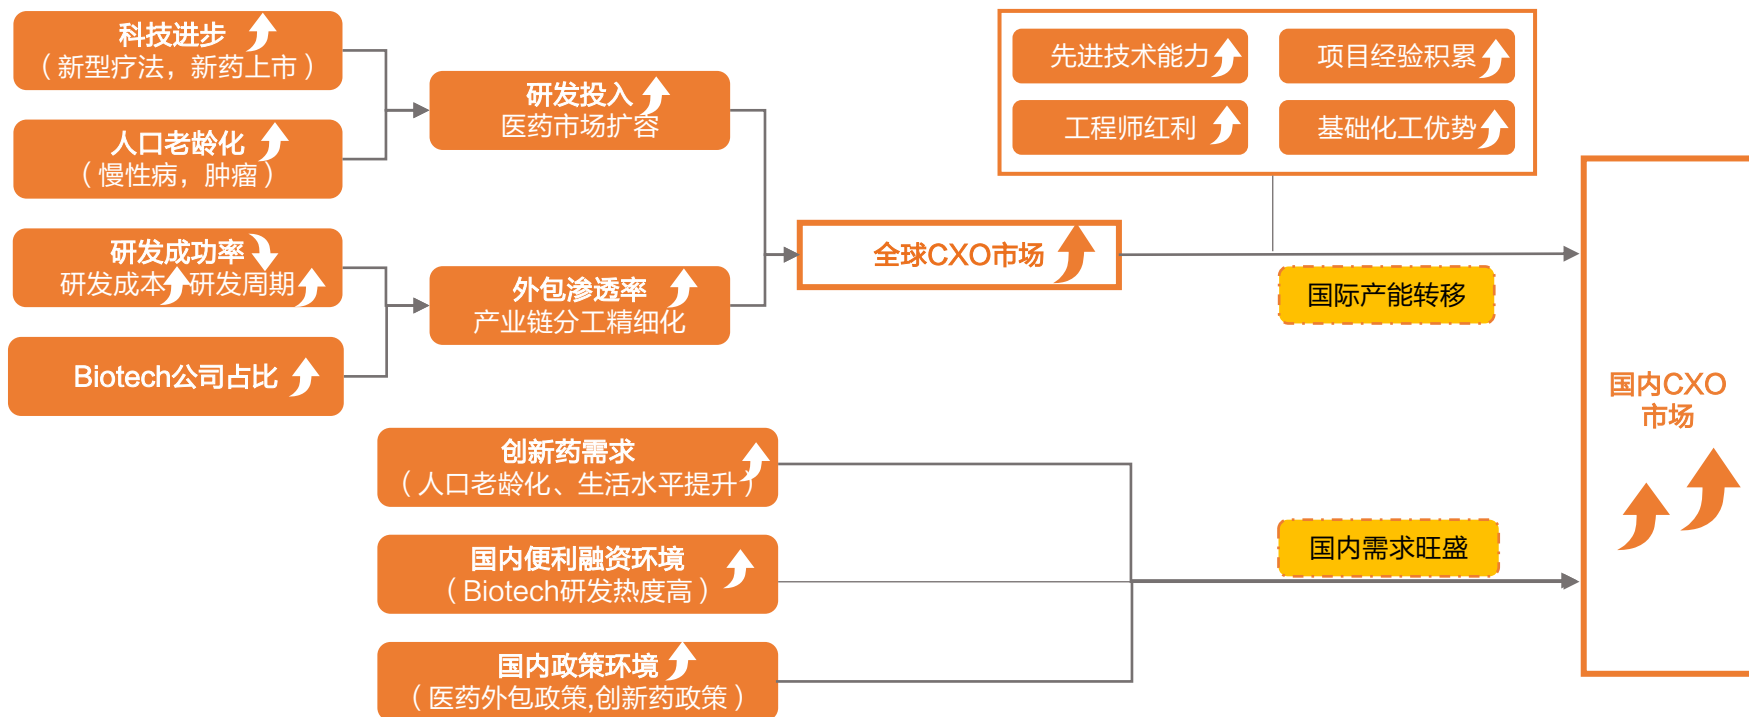 科技进步
（新型疗法，新药上市）
人口老龄化
（慢性病，肿瘤）
研发成功率
研发成本 研发周期
Biotech公司占比
研发投入
医药市场扩容
外包渗透率
产业链分工精细化
全球CXO市场
先进技术能力
项目经验积累
工程师红利
基础化工优势
国际产能转移
创新药需求
（人口老龄化、生活水平提升）
国内便利融资环境
（Biotech研发热度高）
国内政策环境
（医药外包政策,创新药政策）
国内需求旺盛
国内CXO
市场